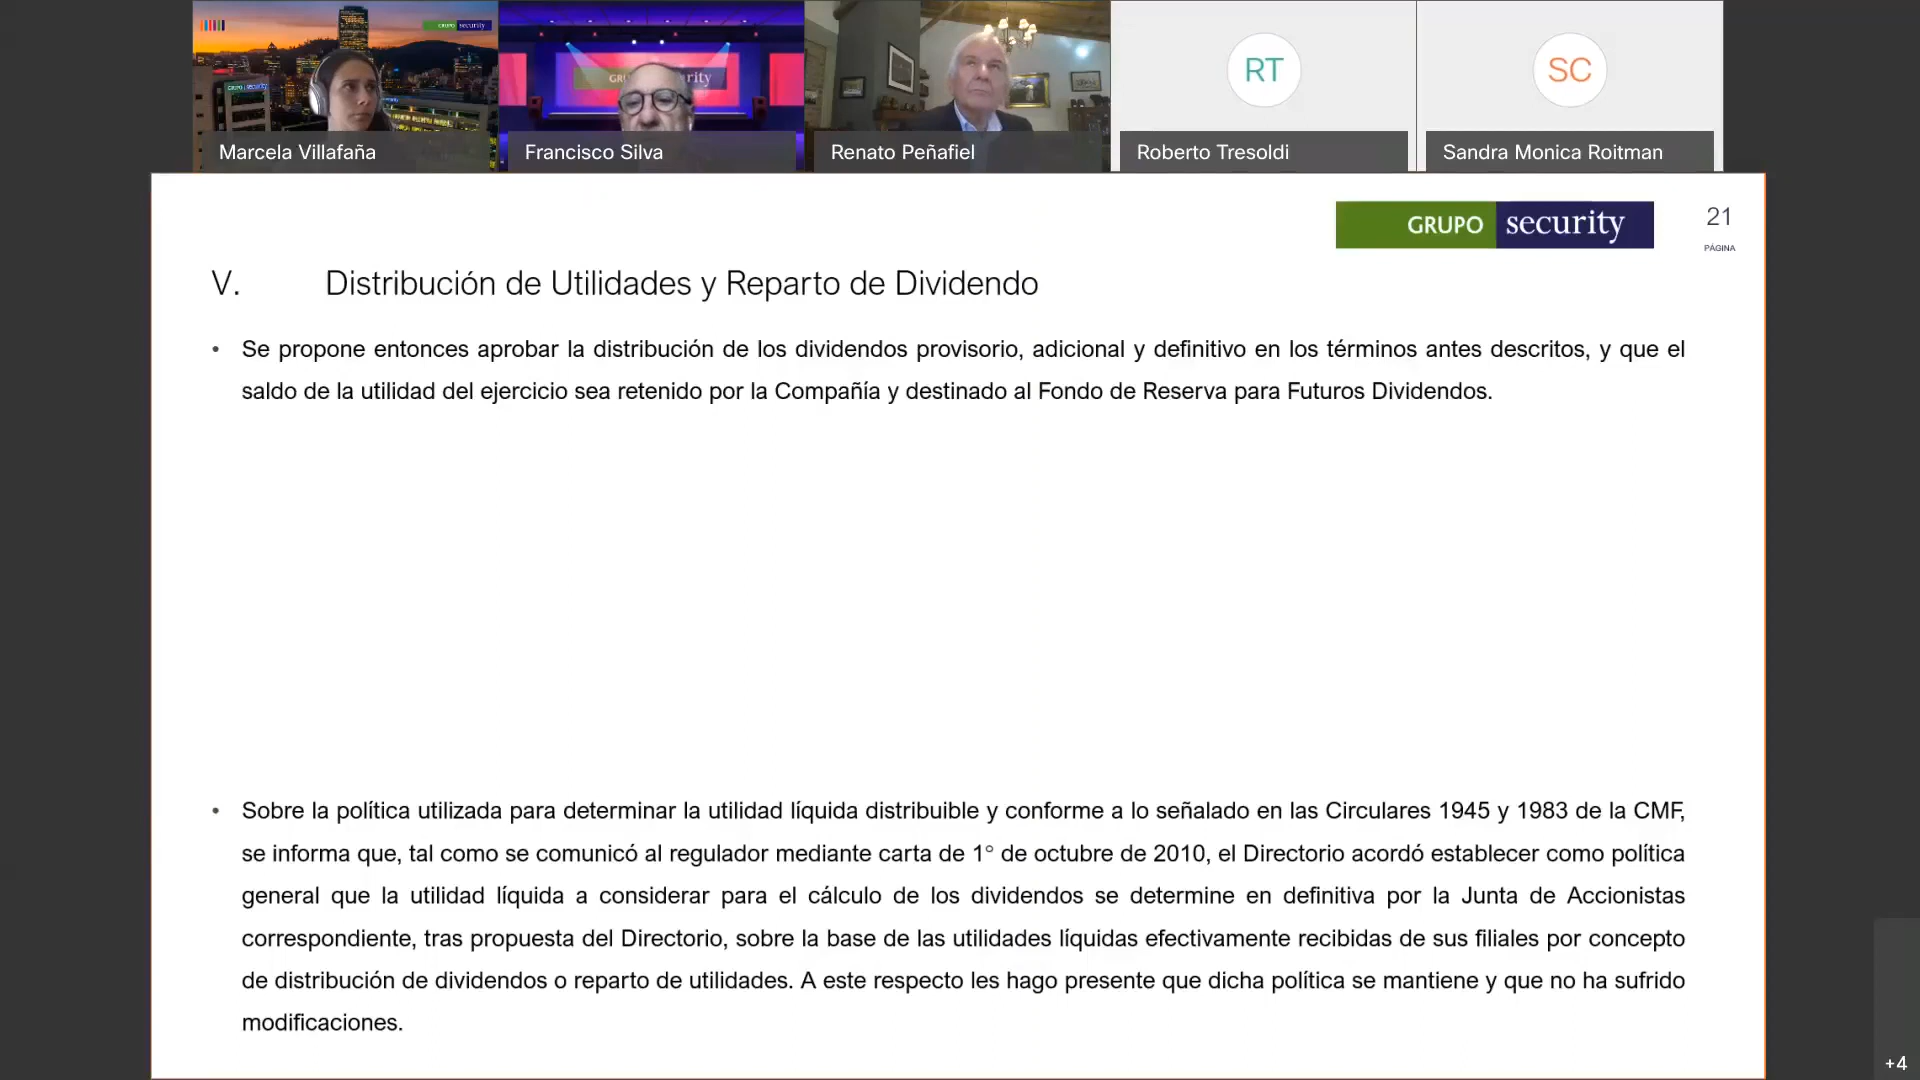 GRUPO security
GRUPO security
Marcela Villafaña
Francisco Silva
Renato Peñafiel
RT
Roberto Tresoldi
SC
Sandra Monica Roitman
GRUPO security
21
PÁGINA
V. Distribución de Utilidades y Reparto de Dividendo
• Se propone entonces aprobar la distribución de los dividendos provisorio, adicional y definitivo en los términos antes descritos, y que el
saldo de la utilidad del ejercicio sea retenido por la Compañía y destinado al Fondo de Reserva para Futuros Dividendos.
• Sobre la política utilizada para determinar la utilidad líquida distribuible y conforme a lo señalado en las Circulares 1945 y 1983 de la CMF,
se informa que, tal como se comunicó al regulador mediante carta de 1° de octubre de 2010, el Directorio acordó establecer como política
general que la utilidad líquida a considerar para el cálculo de los dividendos se determine en definitiva por la Junta de Accionistas
correspondiente, tras propuesta del Directorio, sobre la base de las utilidades líquidas efectivamente recibidas de sus filiales por concepto
de distribución de dividendos o reparto de utilidades. A este respecto les hago presente que dicha política se mantiene y que no ha sufrido
modificaciones.
+4